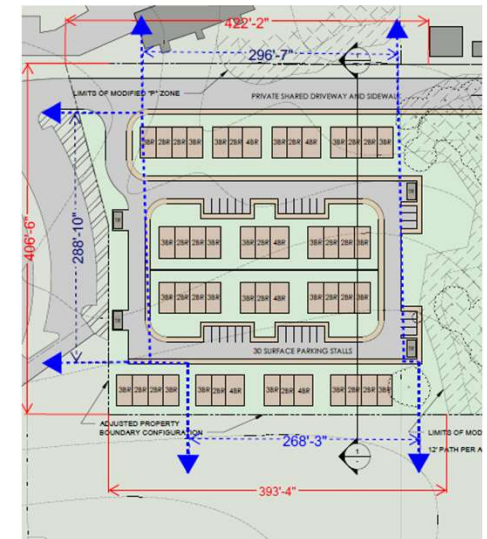 422'-2"
296'-7"
1
LIMITS OF MODIFIED "P" ZONE
PRIVATE SHARED DRIVEWAY AND SIDEWALK
3BR 2BR 2BR 3BR 3BR 2BR 4BR 3BR 2BR 4BR 3BR 2BR 2BR 3BR
406'-6"
288'-10"
3BR 2BR 2BR 3BR 3BR 2BR 4BR 3BR 2BR 2BR 3BR
3BR 2BR 2BR 3BR 3BR 2BR 4BR 3BR 2BR 2BR 3BR
30 SURFACE PARKING STALLS
3BR 2BR 2BR 3BR 3BR 2BR 4BR 3BR 2BR 4BR 3BR 2BR 2BR 3BR
ADJUSTED PROPERTY
BOUNDARY CONFIGURATION
268'-3"
LIMITS OF MOD
12' PATH PER A
1
393'-4"